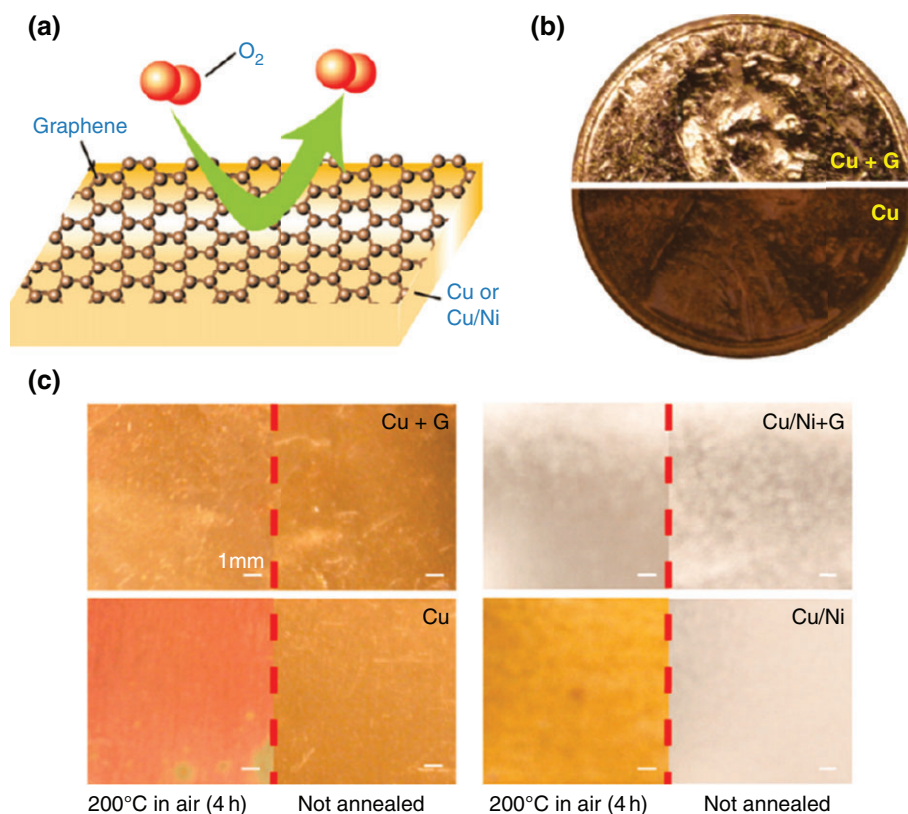 (a)
O₂
Graphene
Cu or
Cu/Ni
(b)
Cu + G
Cu
(c)
Cu + G
1mm
Cu/Ni+G
Cu
Cu/Ni
200°C in air (4 h) Not annealed 200°C in air (4 h) Not annealed